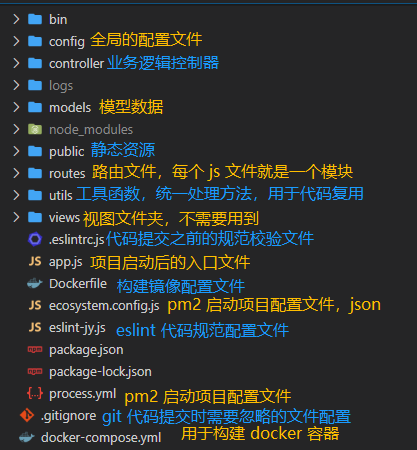 bin
config 全局的配置文件
controller 业务逻辑控制器
logs
models 模型数据
node_modules
public 静态资源
routes 路由文件，每个 js 文件就是一个模块
utils 工具函数，统一处理方法，用于代码复用
views 视图文件夹，不需要用到
.eslintrc.js 代码提交之前的规范校验文件
JS app.js 项目启动后的入口文件
Dockerfile 构建镜像配置文件
JS ecosystem.config.js pm2 启动项目配置文件，json
JS eslint-jy.js eslint 代码规范配置文件
package.json
package-lock.json
process.yml pm2 启动项目配置文件
.gitignore git 代码提交时需要忽略的文件配置
docker-compose.yml 用于构建 docker 容器